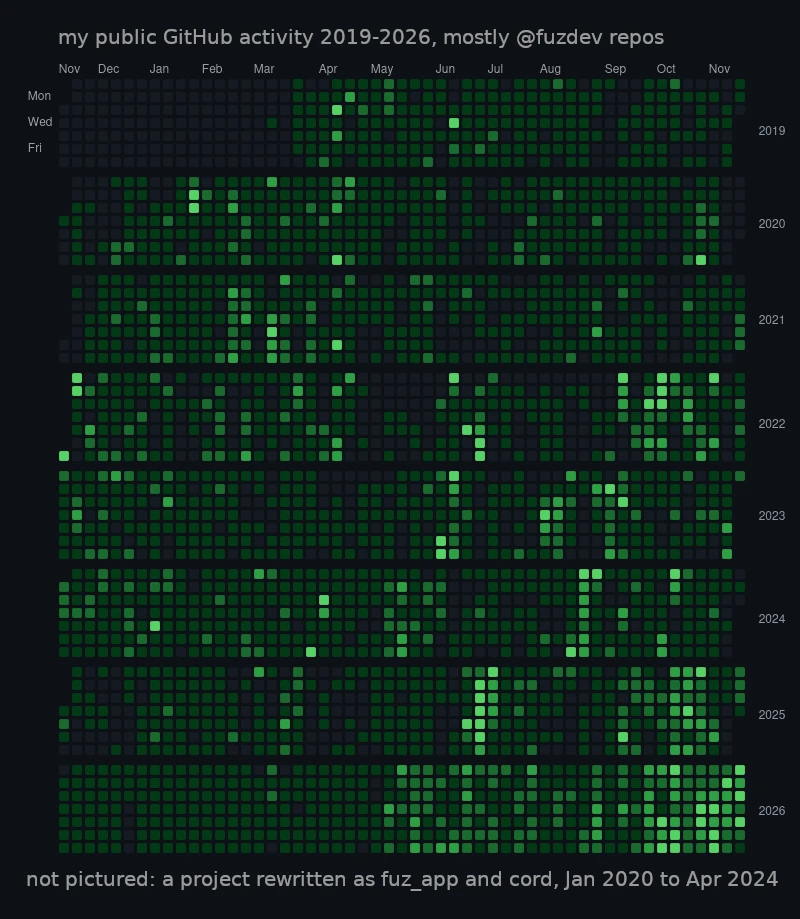 my public GitHub activity 2019-2026, mostly @fuzdev repos
Nov Dec Jan Feb Mar Apr May Jun Jul Aug Sep Oct Nov
Mon
Wed
2019
Fri
2020
2021
2022
2023
2024
2025
2026
not pictured: a project rewritten as fuz_app and cord, Jan 2020 to Apr 2024